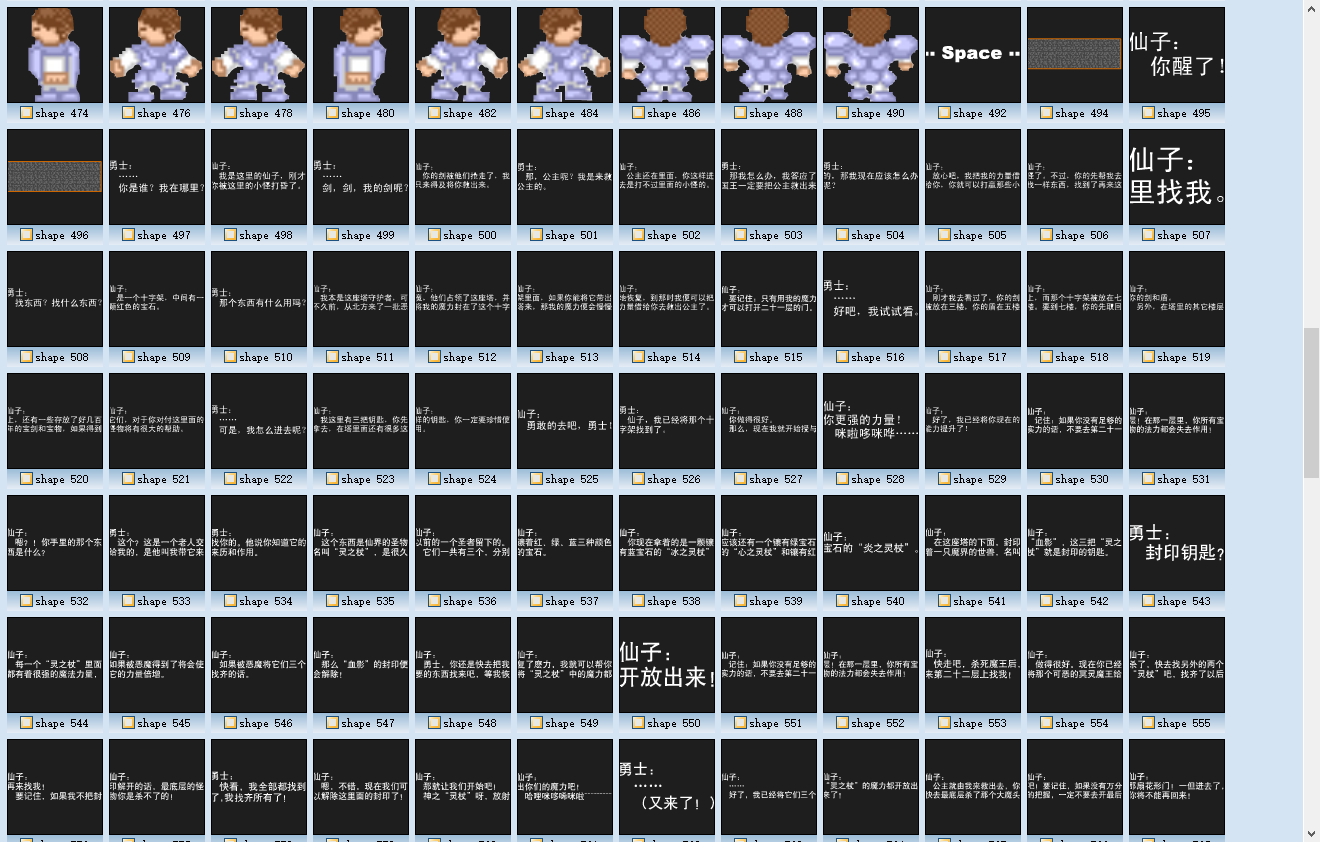 ·· Space ··
仙子：
你醒了！
shape 474
shape 476
shape 478
shape 480
shape 482
shape 484
shape 486
shape 488
shape 490
shape 492
shape 494
shape 495
勇士：
……
你是谁？我在哪里？
仙子：
我是这里的仙子，刚才
你被这里的小怪打昏了。
勇士：
……
剑，剑，我的剑呢？
仙子：
你的剑被他们抢走了，我
只来得及将你救出来。
勇士：
那，公主呢？我是来救
公主的。
仙子：
公主还在里面，你这样进
去是打不过里面的小怪的。
勇士：
那我怎么办，我答应了
国王一定要把公主救出来
勇士：
的，那我现在应该怎么办
呢？
仙子：
放心吧，我把我的力量借
给你，你就可以打赢那些小
仙子：
怪了。不过，你的先帮我去
找一样东西，找到了再来这
仙子：
里找我。
shape 496
shape 497
shape 498
shape 499
shape 500
shape 501
shape 502
shape 503
shape 504
shape 505
shape 506
shape 507
勇士：
找东西？找什么东西？
仙子：
是一个十字架，中间有一
颗红色的宝石。
勇士：
那个东西有什么用吗？
仙子：
我本是这座塔守护者，可
不久前，从北方来了一批恶
仙子：
魔，他们占领了这座塔，并
将我的魔力封在了这个十字
仙子：
架里面，如果你能将它带出
塔来，那我的魔力便会慢慢
仙子：
地恢复，到那时我便可以把
力量借给你去救出公主了。
仙子：
要记住，只有用我的魔力
才可以打开二十一层的门。
勇士：
……
好吧，我试试看。
仙子：
刚才我去看过了，你的剑
被放在三楼，你的盾在五楼
仙子：
上，而那个十字架被放在七
楼。要到七楼，你的先取回
仙子：
你的剑和盾。
另外，在塔里的其它楼层
shape 508
shape 509
shape 510
shape 511
shape 512
shape 513
shape 514
shape 515
shape 516
shape 517
shape 518
shape 519
仙子：
上，还有一些存放了好几百
年的宝剑和宝物，如果得到
仙子：
它们，对于你对付这里面的
怪物将有很大的帮助。
勇士：
……
可是，我怎么进去呢？
仙子：
我这里有三把钥匙，你先
拿去，在塔里面还有很多这
仙子：
样的钥匙，你一定要珍惜使
用。
仙子：
勇敢的去吧，勇士！
勇士：
仙子，我已经将那个十
字架找到了。
仙子：
你做得很好。
那么，现在我就开始授与
仙子：
你更强的力量！
咪啦哆咪哗……
仙子：
好了，我已经将你现在的
能力提升了！
仙子：
记住：如果你没有足够的
实力的话，不要去第二十一
仙子：
层！在那一层里，你所有宝
物的法力都会失去作用！
shape 520
shape 521
shape 522
shape 523
shape 524
shape 525
shape 526
shape 527
shape 528
shape 529
shape 530
shape 531
仙子：
嗯？！你手里的那个东
西是什么？
勇士：
这个？这是一个老人交
给我的，是他叫我带它来
勇士：
找你的。他说你知道它的
来历和作用。
仙子：
这个东西是仙界的圣物
名叫“灵之杖”，是很久
仙子：
以前的一个圣者留下的。
它们一共有三个，分别
仙子：
镶着红、绿、蓝三种颜色
的宝石。
仙子：
你现在拿着的是一颗镶
有蓝宝石的“冰之灵杖”
仙子：
应该还有一个镶有绿宝石
的“心之灵杖”和镶有红
仙子：
宝石的“炎之灵杖”。
仙子：
在这座塔的下面，封印
着一只魔界的世兽，名叫
仙子：
“血影”，这三把“灵之
杖”就是封印的钥匙。
勇士：
封印钥匙？
shape 532
shape 533
shape 534
shape 535
shape 536
shape 537
shape 538
shape 539
shape 540
shape 541
shape 542
shape 543
仙子：
每一个“灵之杖”里面
都有着很强的魔法力量，
仙子：
如果被恶魔得到了将会使
它的力量倍增。
仙子：
如果被恶魔将它们三个
找齐的话，
仙子：
那么“血影”的封印便
会解除！
仙子：
勇士，你还是快去把我
要的东西找来吧，等我恢
仙子：
复了磨力，我就可以帮你
将“灵之杖”中的魔力都
仙子：
开放出来！
仙子：
记住：如果你没有足够的
实力的话，不要去第二十一
仙子：
层！在那一层里，你所有宝
物的法力都会失去作用！
仙子：
快走吧，杀死魔王后，
来第二十二层上找我！
仙子：
做得很好，现在你已经
将那个可恶的冥灵魔王给
仙子：
杀了，快去找另外的两个
“灵之杖”吧，找齐了以后
shape 544
shape 545
shape 546
shape 547
shape 548
shape 549
shape 550
shape 551
shape 552
shape 553
shape 554
shape 555
仙子：
再来找我！
要记住，如果我不把封
仙子：
印解开的话，最底层的怪
物你是杀不了的！
勇士：
快看，我全部都找到
了，我找齐所有了！
仙子：
嗯，不错，现在我们可
以解除这里面的封印了！
仙子：
那就让我们开始吧！
神之“灵杖”呀，放射
仙子：
出你们的魔力吧！
哈哩咪哆嗨咪啦
勇士：
……
（又来了！）
仙子：
……
好了，我已经将它们三个
仙子：
“灵之杖”的魔力都开放出
来了！
仙子：
公主就由我来救出去，你
快去最底层杀了那个大魔头
仙子：
吧！要记住，如果没有万分
的把握，一定不要去开最后
仙子：
那扇花形门！一但进去了，
你将不能再回来！